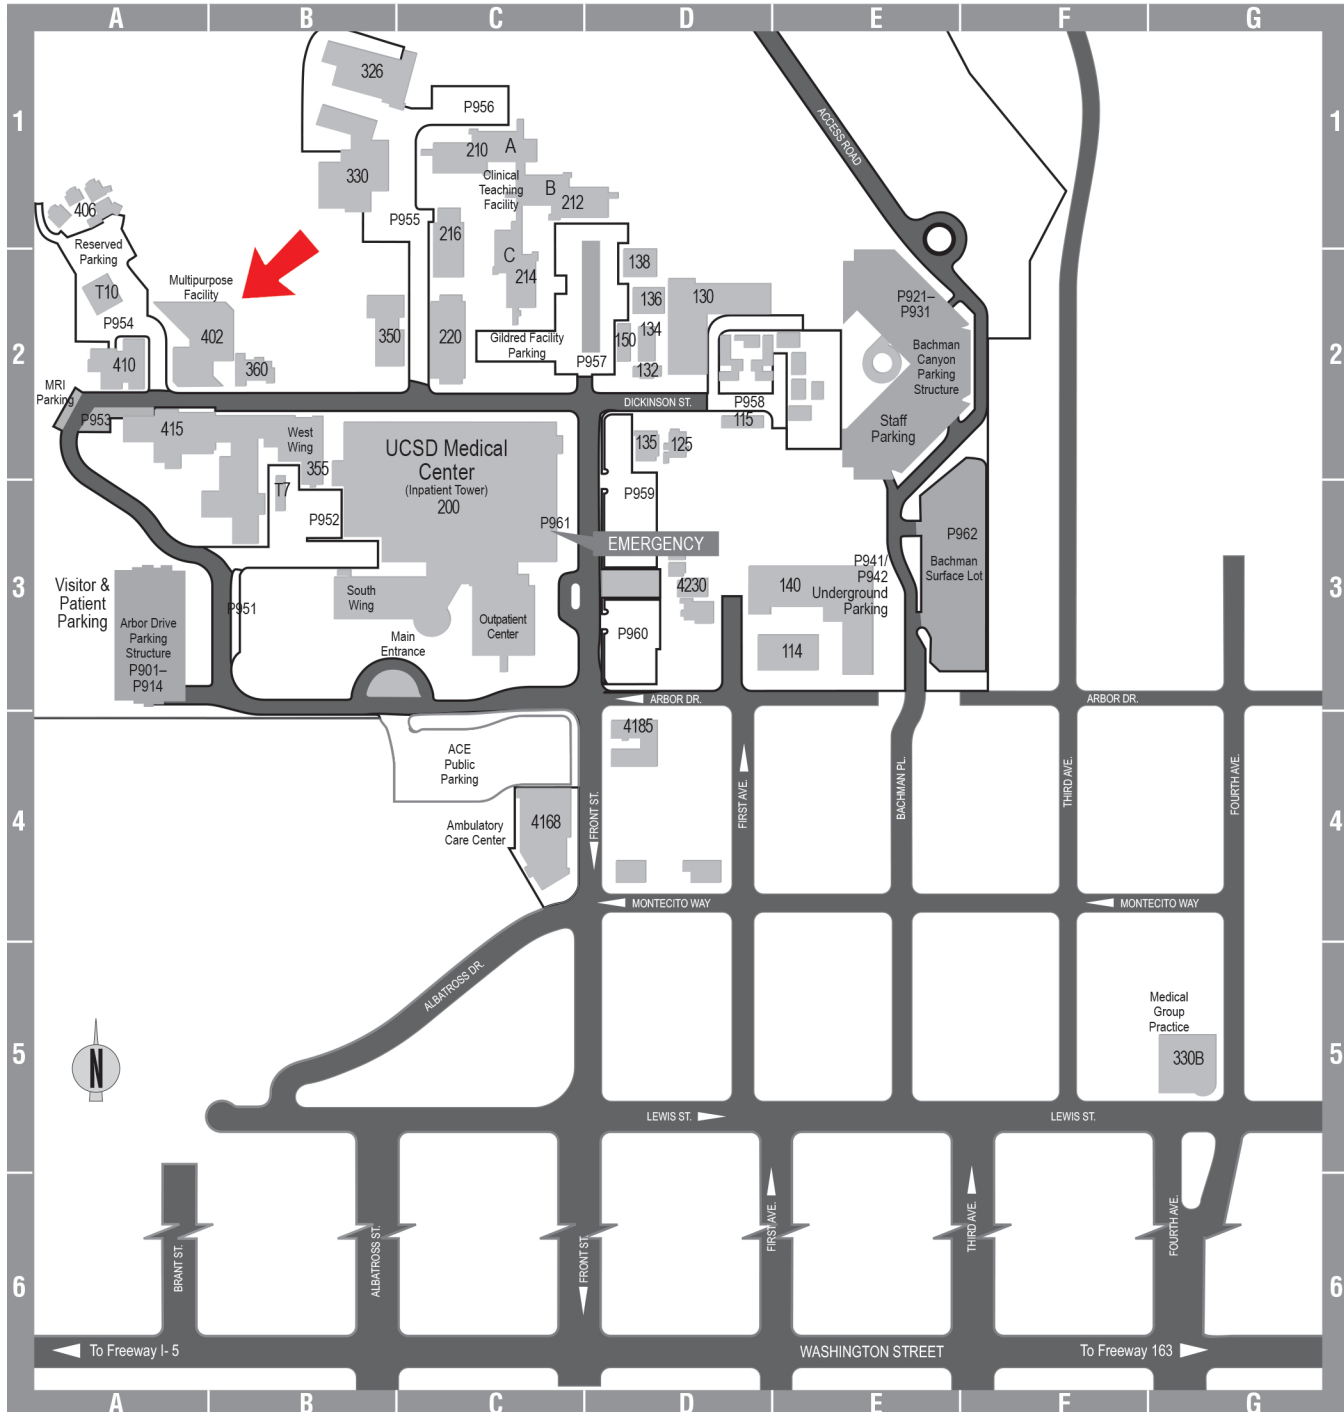 A B C D E F G
1
326
P956
ACCESS ROAD
1
210
A
330
Clinical
Teaching
Facility
B
212
406
P955
216
Reserved
Parking
C
214
138
Multipurpose
Facility
T10
136
130
P921–
P931
P954
402
350
220
Gildred Facility
Parking
150
134
Bachman
Canyon
Parking
Structure
2
410
360
P957
132
2
MRI
Parking
DICKINSON ST.
P958
P953
415
West
Wing
UCSD Medical
Center
(Inpatient Tower)
200
135
125
115
Staff
Parking
355
T7
P952
P959
P961
EMERGENCY
P962
Bachman
Surface Lot
3
Visitor &
Patient
Parking
P951
South
Wing
4230
140
P941/
P942
Underground
Parking
3
Arbor Drive
Parking
Structure
P901–
P914
Outpatient
Center
P960
114
Main
Entrance
ARBOR DR.
ARBOR DR.
4185
ACE
Public
Parking
FRONT ST.
FIRST AVE.
BACHMAN PL.
THIRD AVE.
FOURTH AVE.
4
Ambulatory
Care Center
4168
4
MONTECITO WAY
MONTECITO WAY
ALBATROSS DR.
Medical
Group
Practice
5
N
330B
5
LEWIS ST.
LEWIS ST.
BRANT ST.
ALBATROSS ST.
FRONT ST.
FIRST AVE.
THIRD AVE.
FOURTH AVE.
6
6
To Freeway I- 5
WASHINGTON STREET
To Freeway 163
A B C D E F G